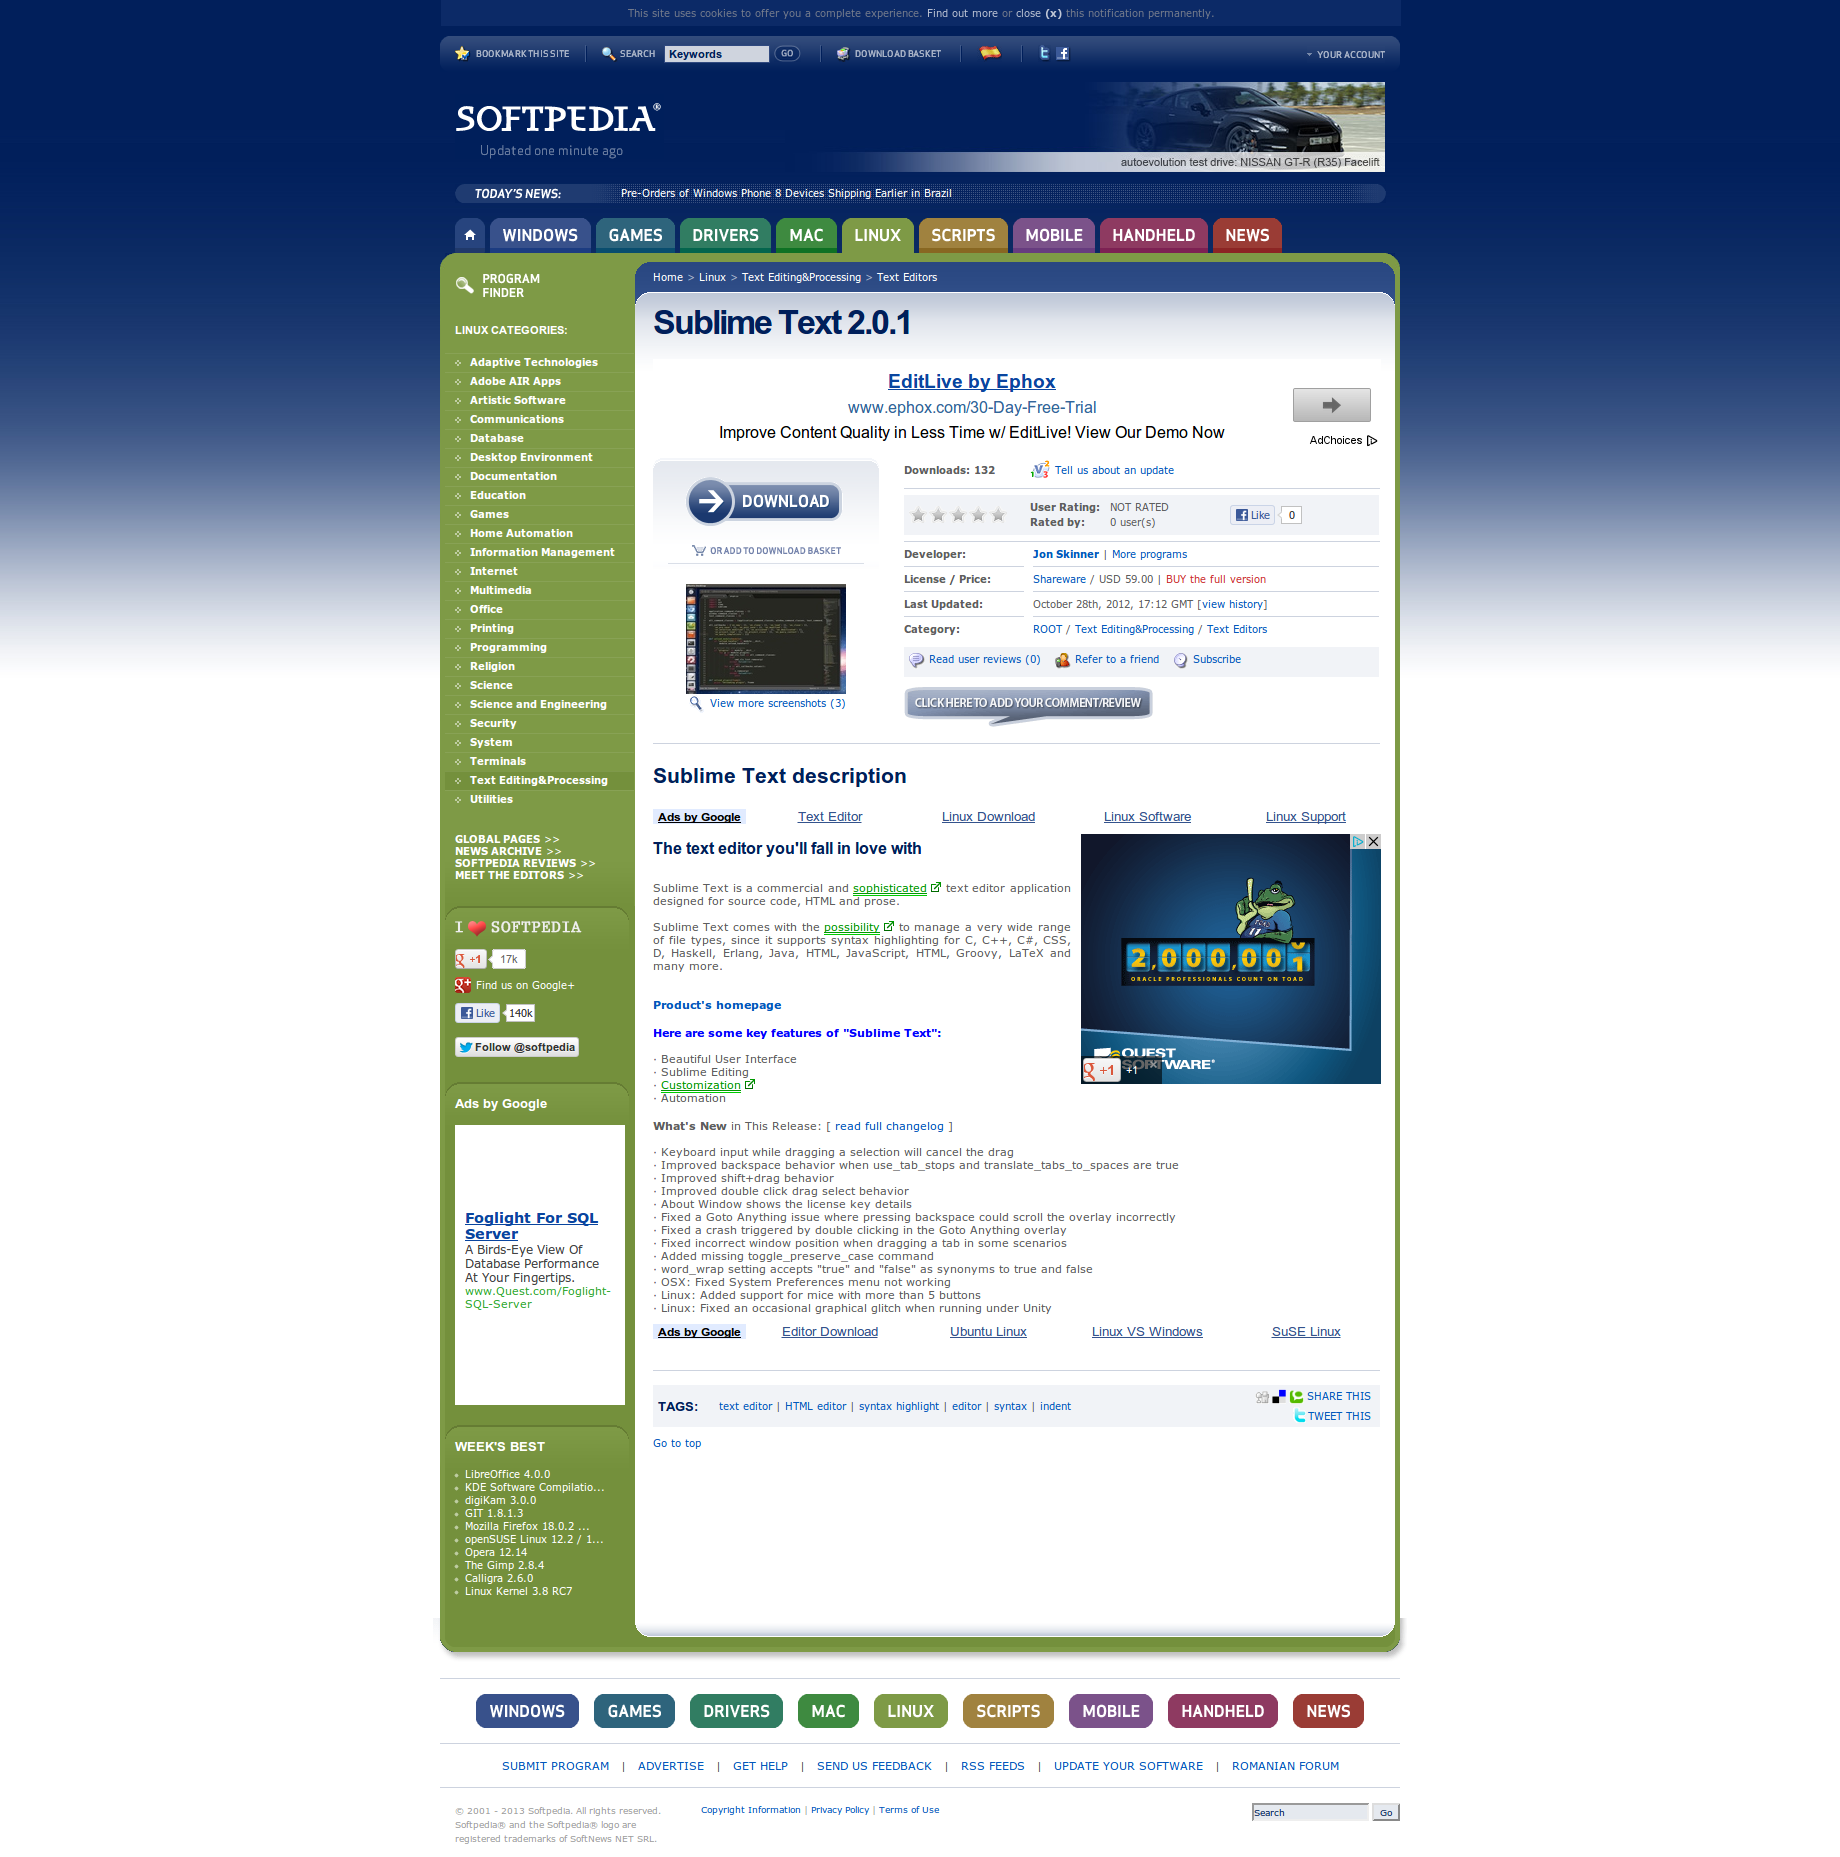 This site uses cookies to offer you a complete experience. Find out more or close (x) this notification permanently.
BOOKMARK THIS SITE
SEARCH Keywords GO
DOWNLOAD BASKET
YOUR ACCOUNT
SOFTPEDIA®
Updated one minute ago
autoevolution test drive: NISSAN GT-R (R35) Facelift
TODAY'S NEWS: Pre-Orders of Windows Phone 8 Devices Shipping Earlier in Brazil
WINDOWS GAMES DRIVERS MAC LINUX SCRIPTS MOBILE HANDHELD NEWS
PROGRAM
FINDER
LINUX CATEGORIES:
Adaptive Technologies
Adobe AIR Apps
Artistic Software
Communications
Database
Desktop Environment
Documentation
Education
Games
Home Automation
Information Management
Internet
Multimedia
Office
Printing
Programming
Religion
Science
Science and Engineering
Security
System
Terminals
Text Editing&Processing
Utilities
GLOBAL PAGES >>
NEWS ARCHIVE >>
SOFTPEDIA REVIEWS >>
MEET THE EDITORS >>
I SOFTPEDIA
g +1 17k
g+ Find us on Google+
Like 140k
Follow @softpedia
Ads by Google
Foglight For SQL
Server
A Birds-Eye View Of
Database Performance
At Your Fingertips.
www.Quest.com/Foglight-
SQL-Server
WEEK'S BEST
LibreOffice 4.0.0
KDE Software Compilatio...
digiKam 3.0.0
GIT 1.8.1.3
Mozilla Firefox 18.0.2 ...
openSUSE Linux 12.2 / 1...
Opera 12.14
The Gimp 2.8.4
Calligra 2.6.0
Linux Kernel 3.8 RC7
Home > Linux > Text Editing&Processing > Text Editors
Sublime Text 2.0.1
EditLive by Ephox
www.ephox.com/30-Day-Free-Trial
Improve Content Quality in Less Time w/ EditLive! View Our Demo Now
AdChoices
DOWNLOAD
OR ADD TO DOWNLOAD BASKET
View more screenshots (3)
Downloads: 132 Tell us about an update
User Rating: NOT RATED
Rated by: 0 user(s)
Like 0
Developer: Jon Skinner | More programs
License / Price: Shareware / USD 59.00 | BUY the full version
Last Updated: October 28th, 2012, 17:12 GMT [view history]
Category: ROOT / Text Editing&Processing / Text Editors
Read user reviews (0) Refer to a friend Subscribe
CLICK HERE TO ADD YOUR COMMENT/REVIEW
Sublime Text description
Ads by Google Text Editor Linux Download Linux Software Linux Support
The text editor you'll fall in love with
Sublime Text is a commercial and sophisticated text editor application
designed for source code, HTML and prose.
Sublime Text comes with the possibility to manage a very wide range
of file types, since it supports syntax highlighting for C, C++, C#, CSS,
D, Haskell, Erlang, Java, HTML, JavaScript, HTML, Groovy, LaTeX and
many more.
2,000,00
ORACLE PROFESSIONALS COUNT ON TOAD
QUEST
SOFTWARE®
g +1 +1
Product's homepage
Here are some key features of "Sublime Text":
· Beautiful User Interface
· Sublime Editing
· Customization
· Automation
What's New in This Release: [ read full changelog ]
· Keyboard input while dragging a selection will cancel the drag
· Improved backspace behavior when use_tab_stops and translate_tabs_to_spaces are true
· Improved shift+drag behavior
· Improved double click drag select behavior
· About Window shows the license key details
· Fixed a Goto Anything issue where pressing backspace could scroll the overlay incorrectly
· Fixed a crash triggered by double clicking in the Goto Anything overlay
· Fixed incorrect window position when dragging a tab in some scenarios
· Added missing toggle_preserve_case command
· word_wrap setting accepts "true" and "false" as synonyms to true and false
· OSX: Fixed System Preferences menu not working
· Linux: Added support for mice with more than 5 buttons
· Linux: Fixed an occasional graphical glitch when running under Unity
Ads by Google Editor Download Ubuntu Linux Linux VS Windows SuSE Linux
TAGS: text editor | HTML editor | syntax highlight | editor | syntax | indent
SHARE THIS
TWEET THIS
Go to top
WINDOWS GAMES DRIVERS MAC LINUX SCRIPTS MOBILE HANDHELD NEWS
SUBMIT PROGRAM | ADVERTISE | GET HELP | SEND US FEEDBACK | RSS FEEDS | UPDATE YOUR SOFTWARE | ROMANIAN FORUM
© 2001 - 2013 Softpedia. All rights reserved.
Softpedia® and the Softpedia® logo are
registered trademarks of SoftNews NET SRL.
Copyright Information | Privacy Policy | Terms of Use
Search Go